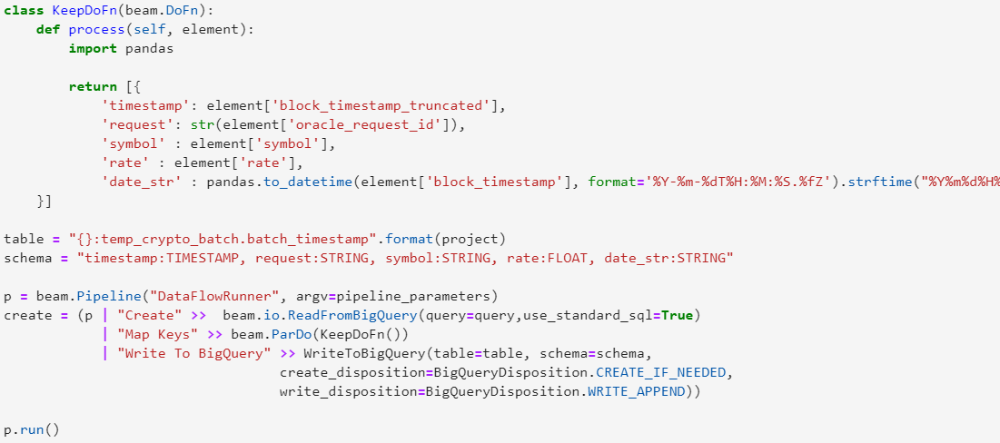 class KeepDoFn(beam.DoFn):
    def process(self, element):
        import pandas

        return [{
            'timestamp': element['block_timestamp_truncated'],
            'request': str(element['oracle_request_id']),
            'symbol' : element['symbol'],
            'rate' : element['rate'],
            'date_str' : pandas.to_datetime(element['block_timestamp'], format='%Y-%m-%dT%H:%M:%S.%fZ').strftime("%Y%m%d%H%
        }]

table = "{}:temp_crypto_batch.batch_timestamp".format(project)
schema = "timestamp:TIMESTAMP, request:STRING, symbol:STRING, rate:FLOAT, date_str:STRING"

p = beam.Pipeline("DataFlowRunner", argv=pipeline_parameters)
create = (p | "Create" >>  beam.io.ReadFromBigQuery(query=query,use_standard_sql=True)
            | "Map Keys" >> beam.ParDo(KeepDoFn())
            | "Write To BigQuery" >> WriteToBigQuery(table=table, schema=schema,
                                  create_disposition=BigQueryDisposition.CREATE_IF_NEEDED,
                                  write_disposition=BigQueryDisposition.WRITE_APPEND))

p.run()